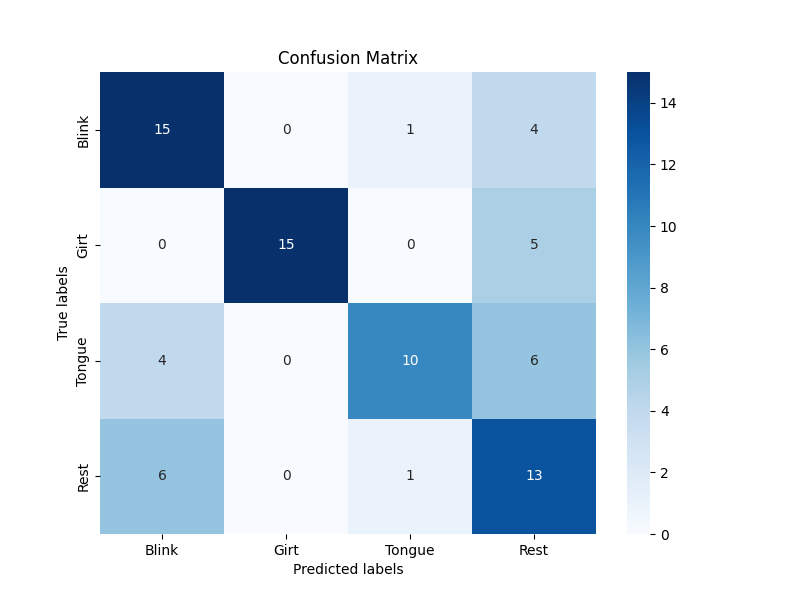 Confusion Matrix
True labels
Blink 15 0 1 4
Girt 0 15 0 5
Tongue 4 0 10 6
Rest 6 0 1 13
Blink Girt Tongue Rest
Predicted labels
14
12
10
8
6
4
2
0